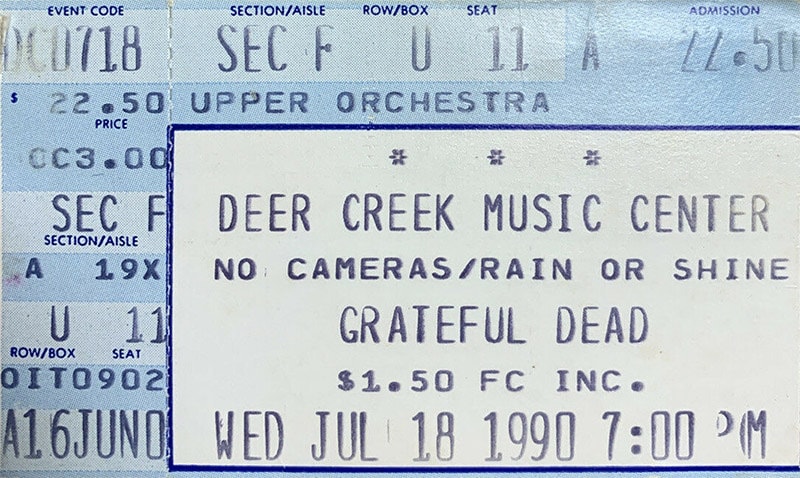 EVENT CODE SECTION/AISLE ROW/BOX SEAT ADMISSION
DC0718 SEC F U 11 A 22.50
$ 22.50 UPPER ORCHESTRA
PRICE
CC3.00 * * *
SEC F DEER CREEK MUSIC CENTER
SECTION/AISLE
A 19X NO CAMERAS/RAIN OR SHINE
U 11 GRATEFUL DEAD
ROW/BOX SEAT
OIT0902 $1.50 FC INC.
A16JUN0 WED JUL 18 1990 7:00 PM